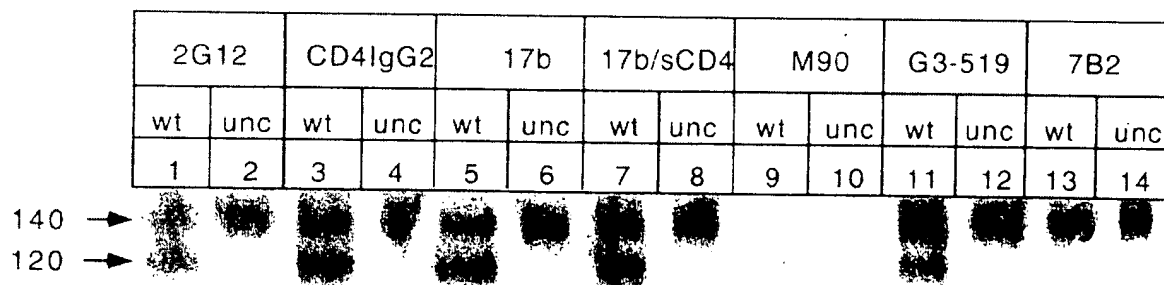 2G12 CD4IgG2 17b 17b/sCD4 M90 G3-519 7B2
wt unc wt unc wt unc wt unc wt unc wt unc wt unc
1 2 3 4 5 6 7 8 9 10 11 12 13 14
140
120